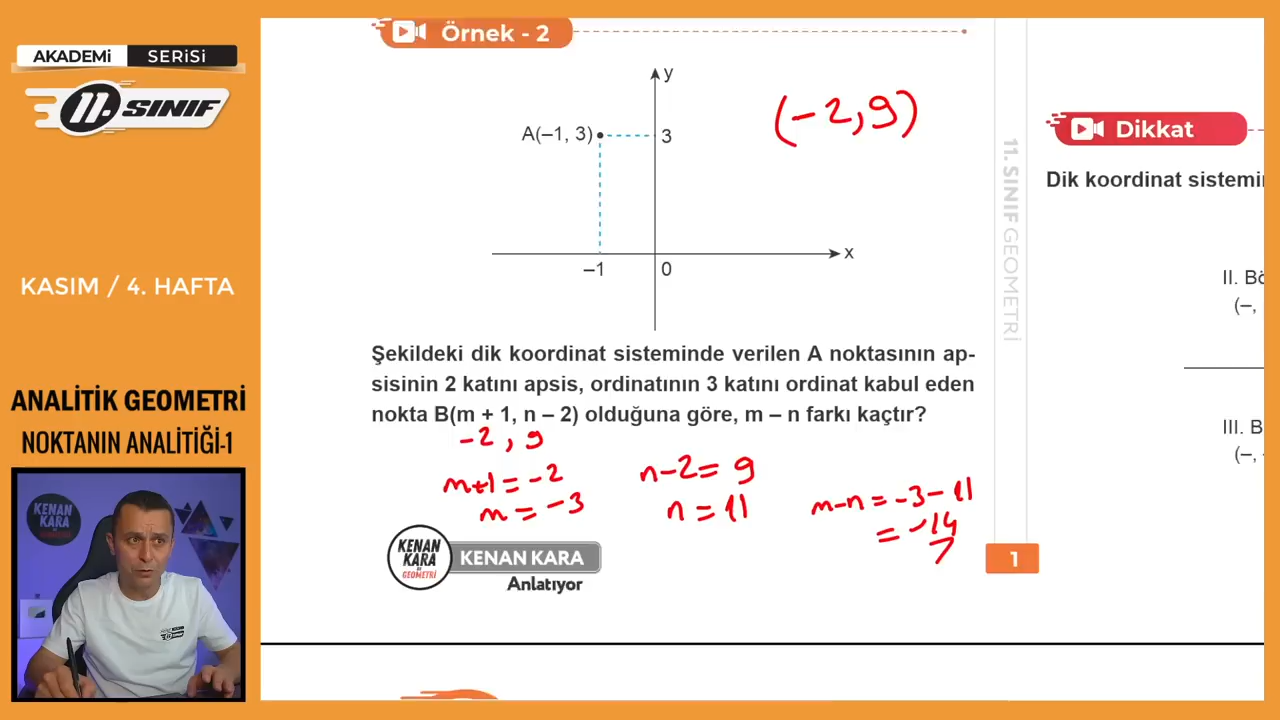 AKADEMİ SERİSİ
11. SINIF
KASIM / 4. HAFTA
ANALİTİK GEOMETRİ
NOKTANIN ANALİTİĞİ-1
KENAN
KARA
11. SINIF
Örnek - 2
y
(-2, 9)
A(–1, 3)
3
x
–1
0
Şekildeki dik koordinat sisteminde verilen A noktasının ap-
sisinin 2 katını apsis, ordinatının 3 katını ordinat kabul eden
nokta B(m + 1, n – 2) olduğuna göre, m – n farkı kaçtır?
-2, 9
m+1 = -2
m = -3
n-2 = 9
n = 11
m-n = -3-11
= -14
KENAN
KARA
GEOMETRİ
KENAN KARA
Anlatıyor
1
11. SINIF GEOMETRİ
Dikkat
Dik koordinat
II.
(–,
III. B
(–,